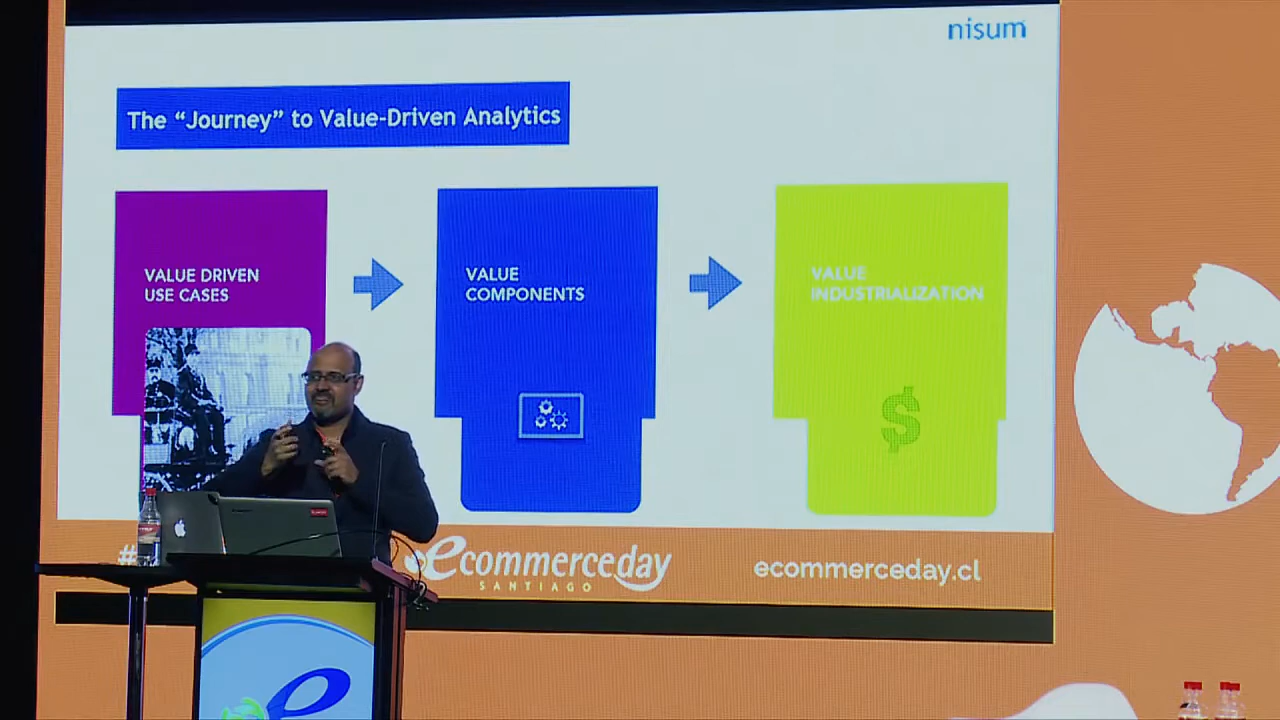 nisum
The “Journey” to Value-Driven Analytics
VALUE DRIVEN
USE CASES
VALUE
COMPONENTS
VALUE
INDUSTRIALIZATION
$
#
ecommerceday
SANTIAGO
ecommerceday.cl
e